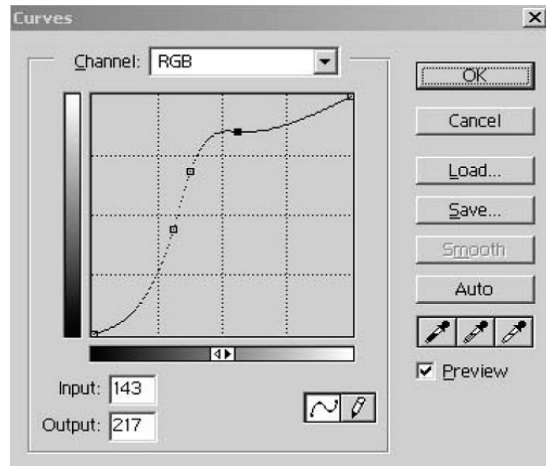 Curves
Channel: RGB
OK
Cancel
Load...
Save...
Smooth
Auto
Preview
Input: 143
Output: 217